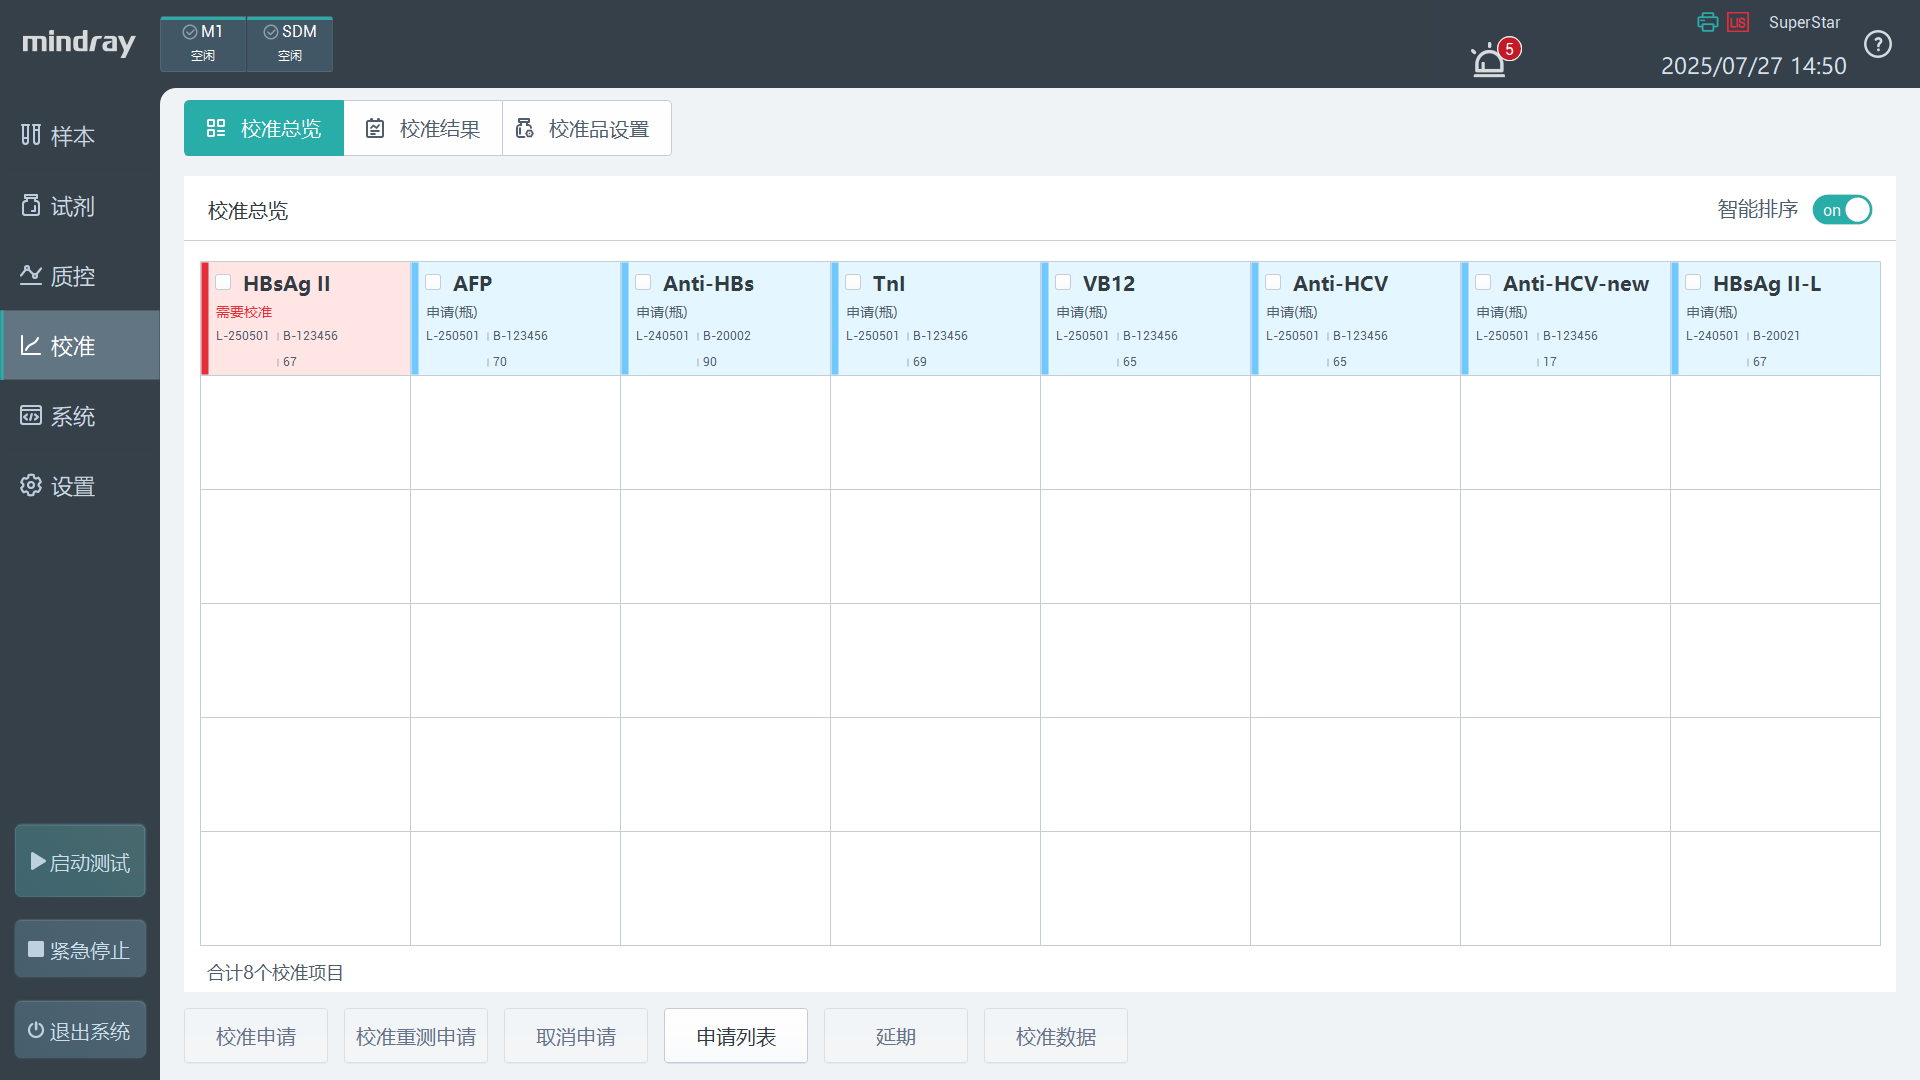 mindray
M1
空闲
SDM
空闲
5
LIS
SuperStar
2025/07/27 14:50
?
样本
试剂
质控
校准
系统
设置
启动测试
紧急停止
退出系统
校准总览
校准结果
校准品设置
校准总览
智能排序
on
HBsAg II
需要校准
L-250501 B-123456
67
AFP
申请(瓶)
L-250501 B-123456
70
Anti-HBs
申请(瓶)
L-240501 B-20002
90
TnI
申请(瓶)
L-250501 B-123456
69
VB12
申请(瓶)
L-250501 B-123456
65
Anti-HCV
申请(瓶)
L-250501 B-123456
65
Anti-HCV-new
申请(瓶)
L-250501 B-123456
17
HBsAg II-L
申请(瓶)
L-240501 B-20021
67
合计8个校准项目
校准申请
校准重测申请
取消申请
申请列表
延期
校准数据